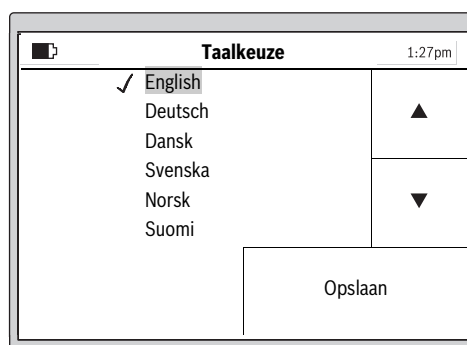 Taalkeuze 1:27pm
✓ English
Deutsch
Dansk
Svenska
Norsk
Suomi
Opslaan